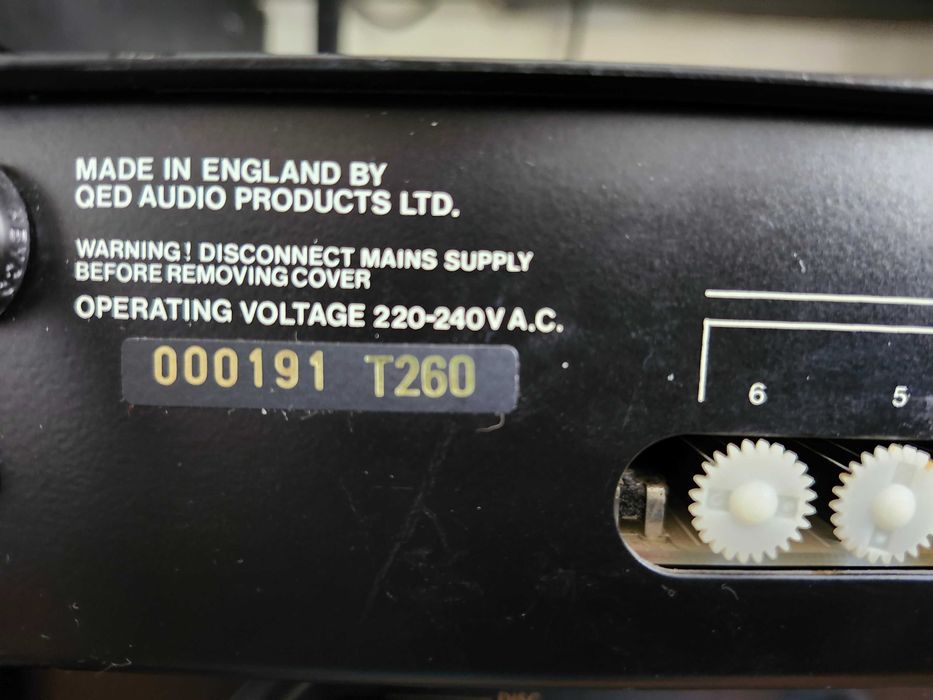 MADE IN ENGLAND BY
QED AUDIO PRODUCTS LTD.
WARNING! DISCONNECT MAINS SUPPLY
BEFORE REMOVING COVER
OPERATING VOLTAGE 220-240V A.C.
000191 T260
6 5
DISC